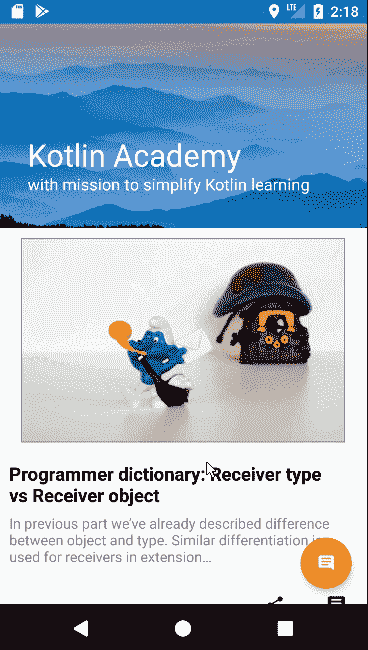 LTE 2:18
Kotlin Academy
with mission to simplify Kotlin learning
Programmer dictionary: Receiver type
vs Receiver object
In previous part we've already described difference
between object and type. Similar differentiation is
used for receivers in extension...